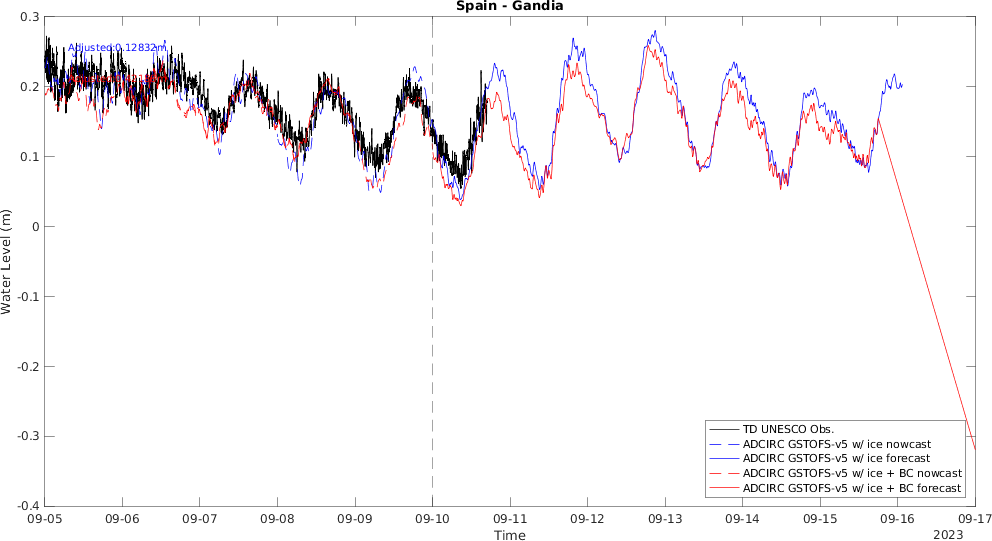 Spain - Gandia
0.3
0.2
0.1
0
-0.1
-0.2
-0.3
-0.4
Water Level (m)
Adjusted:0.12832m
TD UNESCO Obs.
ADCIRC GSTOFS-v5 w/ ice nowcast
ADCIRC GSTOFS-v5 w/ ice forecast
ADCIRC GSTOFS-v5 w/ ice + BC nowcast
ADCIRC GSTOFS-v5 w/ ice + BC forecast
09-05 09-06 09-07 09-08 09-09 09-10 09-11 09-12 09-13 09-14 09-15 09-16 09-17
Time
2023